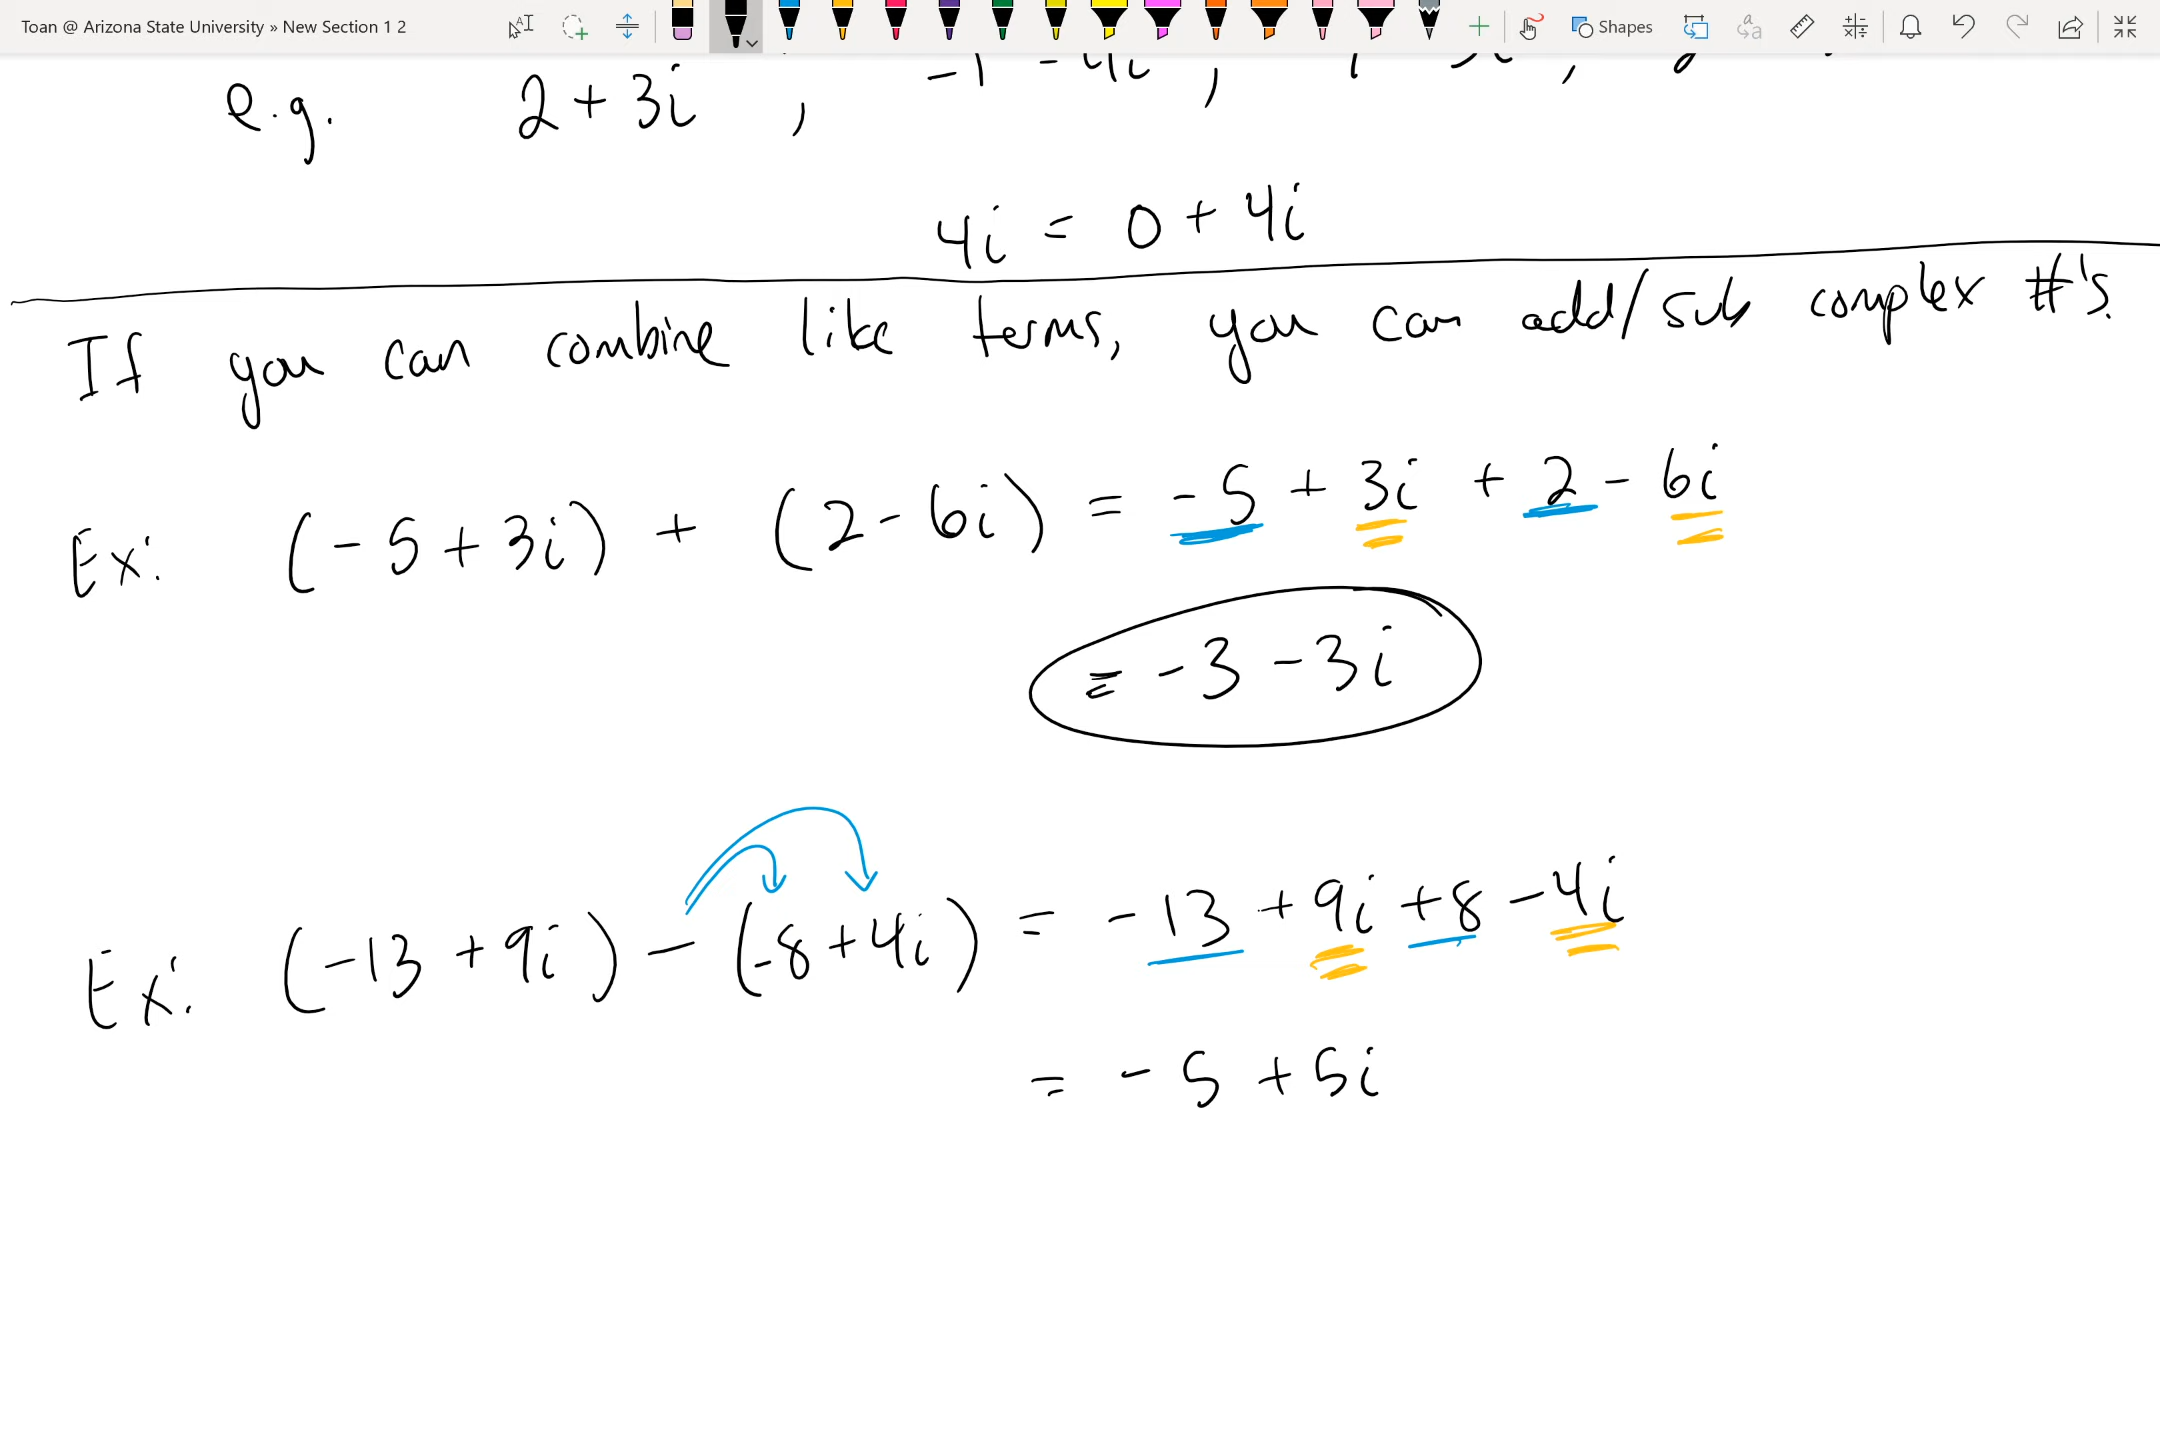 Toan @ Arizona State University » New Section 1 2
Shapes
e.g. 2 + 3i ,
4i = 0 + 4i
If you can combine like terms, you can add/sub complex #'s.
Ex: (-5 + 3i) + (2 - 6i) = -5 + 3i + 2 - 6i
= -3 - 3i
Ex: (-13 + 9i) - (-8 + 4i) = -13 + 9i + 8 - 4i
= -5 + 5i